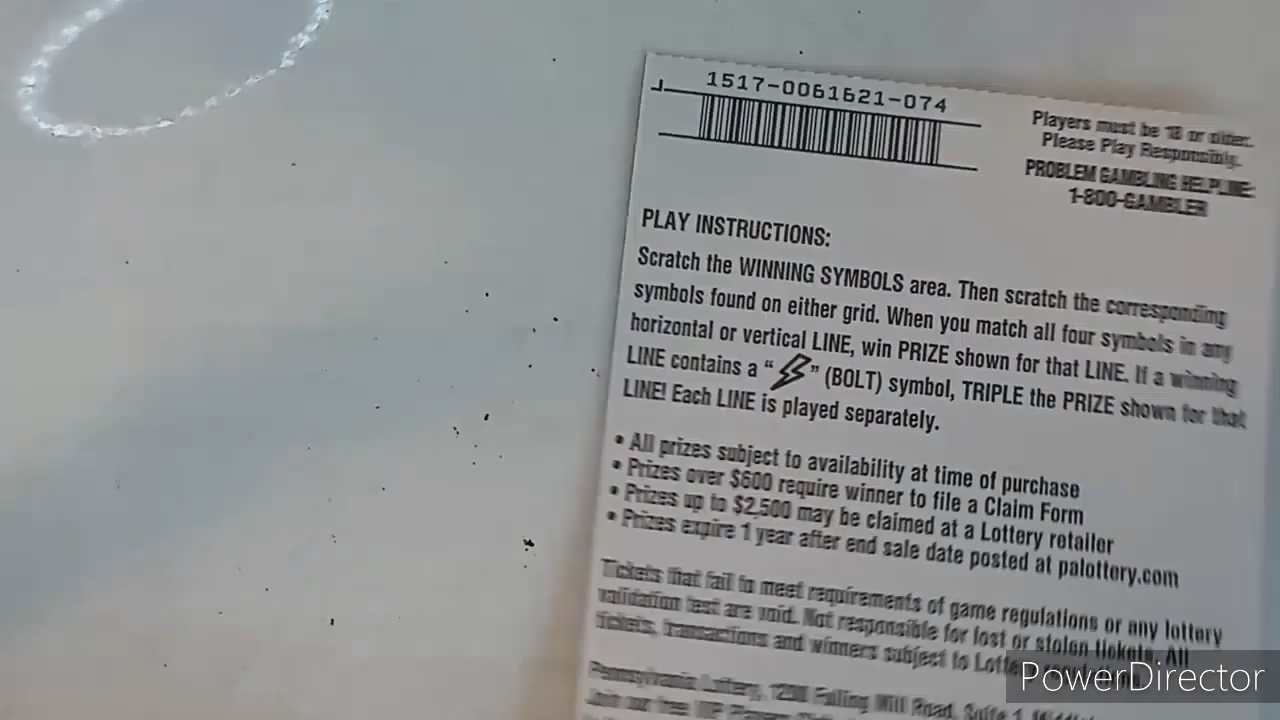 1517-0061621-074
Players must be 18 or older.
Please Play Responsibly.
PROBLEM GAMBLING HELPLINE:
1-800-GAMBLER
PLAY INSTRUCTIONS:
Scratch the WINNING SYMBOLS area. Then scratch the corresponding
symbols found on either grid. When you match all four symbols in any
horizontal or vertical LINE, win PRIZE shown for that LINE. If a winning
LINE contains a “ ” (BOLT) symbol, TRIPLE the PRIZE shown for that
LINE! Each LINE is played separately.
• All prizes subject to availability at time of purchase
• Prizes over $600 require winner to file a Claim Form
• Prizes up to $2,500 may be claimed at a Lottery retailer
• Prizes expire 1 year after end sale date posted at palottery.com
Tickets that fail to meet requirements of game regulations or any lottery
validation test are void. Not responsible for lost or stolen tickets. All
tickets, transactions and winners subject to Lottery
Pennsylvania Lottery, 1200 Fulling Mill Road, Suite 1,
Join our free VIP Players
PowerDirector